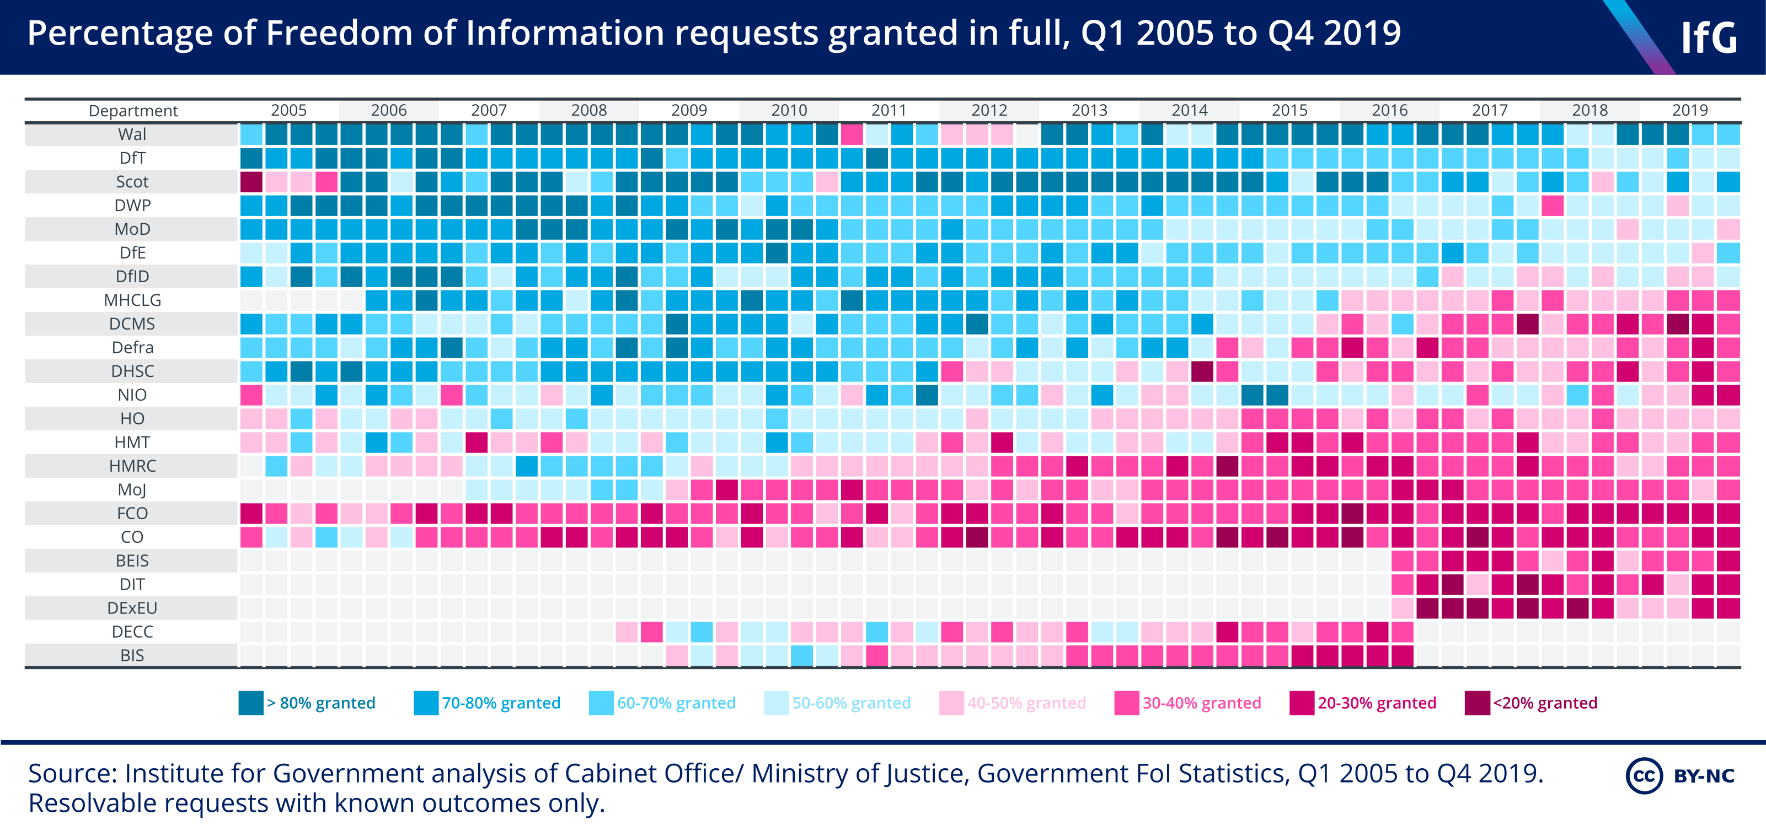 Percentage of Freedom of Information requests granted in full, Q1 2005 to Q4 2019
IfG
Department 2005 2006 2007 2008 2009 2010 2011 2012 2013 2014 2015 2016 2017 2018 2019
Wal
DfT
Scot
DWP
MoD
DfE
DfID
MHCLG
DCMS
Defra
DHSC
NIO
HO
HMT
HMRC
MoJ
FCO
CO
BEIS
DIT
DExEU
DECC
BIS
> 80% granted 70-80% granted 60-70% granted 50-60% granted 40-50% granted 30-40% granted 20-30% granted <20% granted
Source: Institute for Government analysis of Cabinet Office/ Ministry of Justice, Government FoI Statistics, Q1 2005 to Q4 2019.
Resolvable requests with known outcomes only.
cc BY-NC